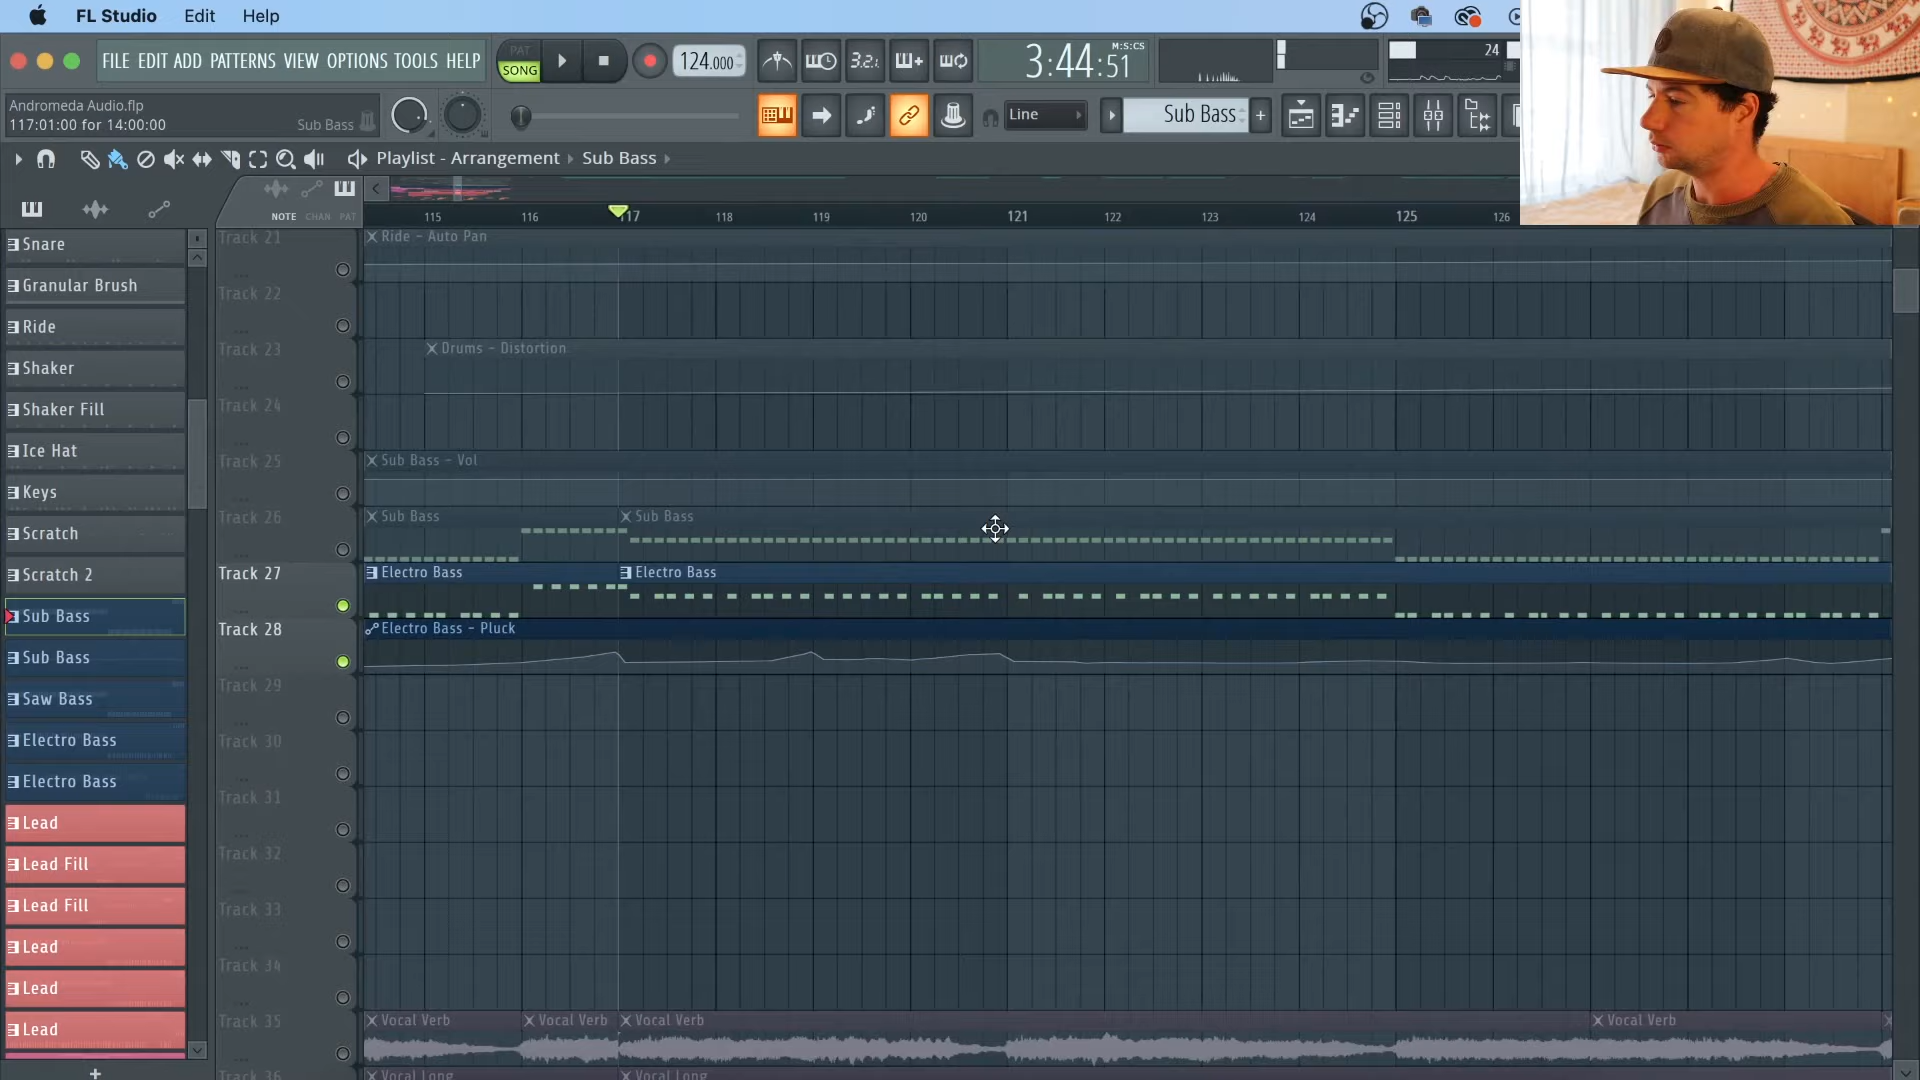 FL Studio Edit Help
FILE EDIT ADD PATTERNS VIEW OPTIONS TOOLS HELP
PAT
SONG
124.000
3.2.
M:S:CS
3:44:51
24
Andromeda Audio.flp
117:01:00 for 14:00:00 Sub Bass
Line
Sub Bass
+
Playlist - Arrangement Sub Bass
NOTE CHAN PAT
115 116 117 118 119 120 121 122 123 124 125 126
Snare
Granular Brush
Ride
Shaker
Shaker Fill
Ice Hat
Keys
Scratch
Scratch 2
Sub Bass
Sub Bass
Saw Bass
Electro Bass
Electro Bass
Lead
Lead Fill
Lead Fill
Lead
Lead
Lead
+
Track 21 Ride - Auto Pan
Track 22
Track 23 Drums - Distortion
Track 24
Track 25 Sub Bass - Vol
Track 26 Sub Bass Sub Bass
Track 27 Electro Bass Electro Bass
Track 28 Electro Bass - Pluck
Track 29
Track 30
Track 31
Track 32
Track 33
Track 34
Track 35 Vocal Verb Vocal Verb Vocal Verb Vocal Verb
Track 36 Vocal Long Vocal Long